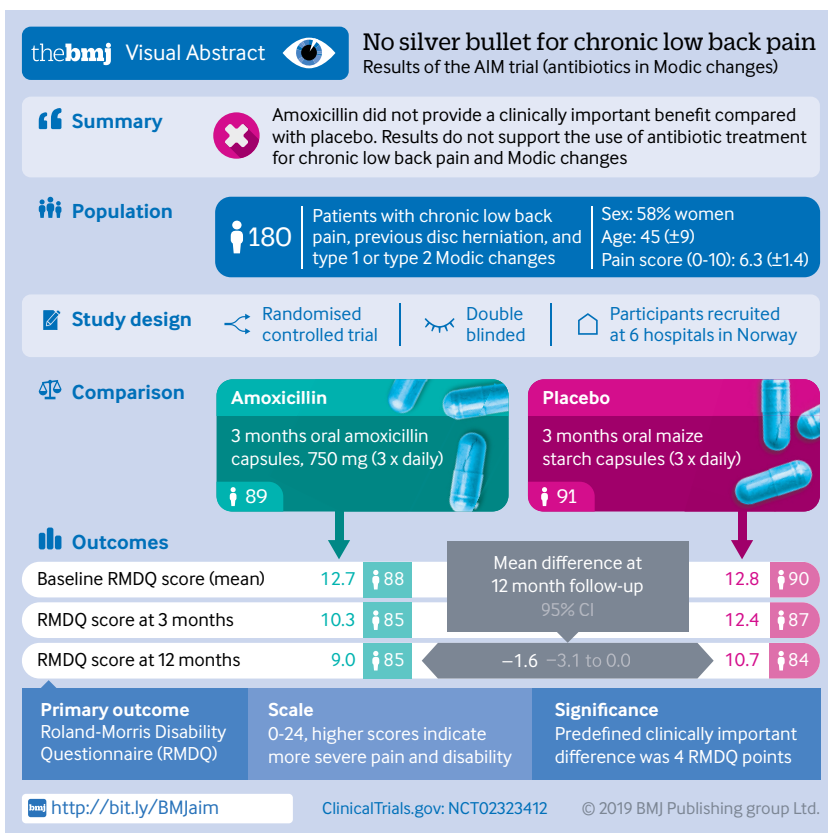 thebmj Visual Abstract
No silver bullet for chronic low back pain
Results of the AIM trial (antibiotics in Modic changes)
Summary
Amoxicillin did not provide a clinically important benefit compared
with placebo. Results do not support the use of antibiotic treatment
for chronic low back pain and Modic changes
Population
180
Patients with chronic low back
pain, previous disc herniation, and
type 1 or type 2 Modic changes
Sex: 58% women
Age: 45 (±9)
Pain score (0-10): 6.3 (±1.4)
Study design
Randomised
controlled trial
Double
blinded
Participants recruited
at 6 hospitals in Norway
Comparison
Amoxicillin
3 months oral amoxicillin
capsules, 750 mg (3 x daily)
89
Placebo
3 months oral maize
starch capsules (3 x daily)
91
Outcomes
Mean difference at
12 month follow-up
95% CI
Baseline RMDQ score (mean) 12.7 88 12.8 90
RMDQ score at 3 months 10.3 85 12.4 87
RMDQ score at 12 months 9.0 85 −1.6 −3.1 to 0.0 10.7 84
Primary outcome
Roland-Morris Disability
Questionnaire (RMDQ)
Scale
0-24, higher scores indicate
more severe pain and disability
Significance
Predefined clinically important
difference was 4 RMDQ points
bmj http://bit.ly/BMJaim
ClinicalTrials.gov: NCT02323412
© 2019 BMJ Publishing group Ltd.